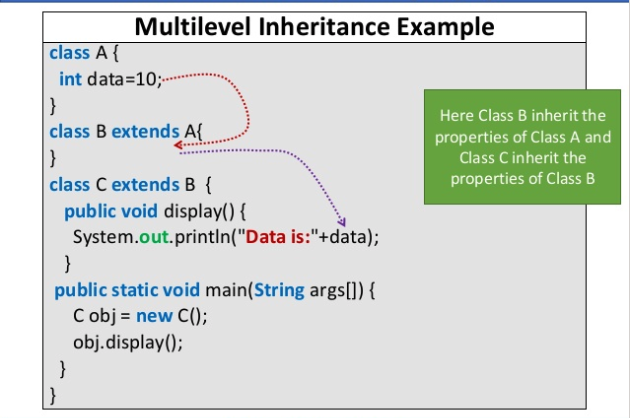 Multilevel Inheritance Example
class A {
int data=10;
}
class B extends A{
}
class C extends B {
public void display() {
System.out.println("Data is:"+data);
}
public static void main(String args[]) {
C obj = new C();
obj.display();
}
}
Here Class B inherit the
properties of Class A and
Class C inherit the
properties of Class B